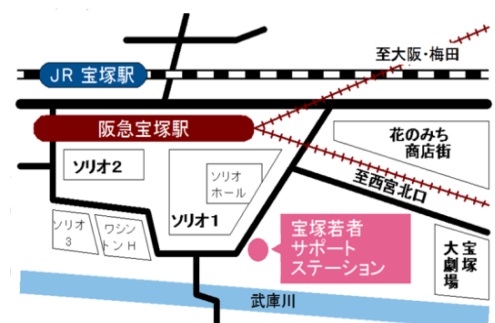 至大阪・梅田
JR 宝塚駅
阪急宝塚駅
花のみち
商店街
ソリオ2
ソリオ
ホール
至西宮北口
ソリオ1
ソリオ
3
ワシン
トンH
宝塚若者
サポート
ステーション
宝塚
大劇場
武庫川